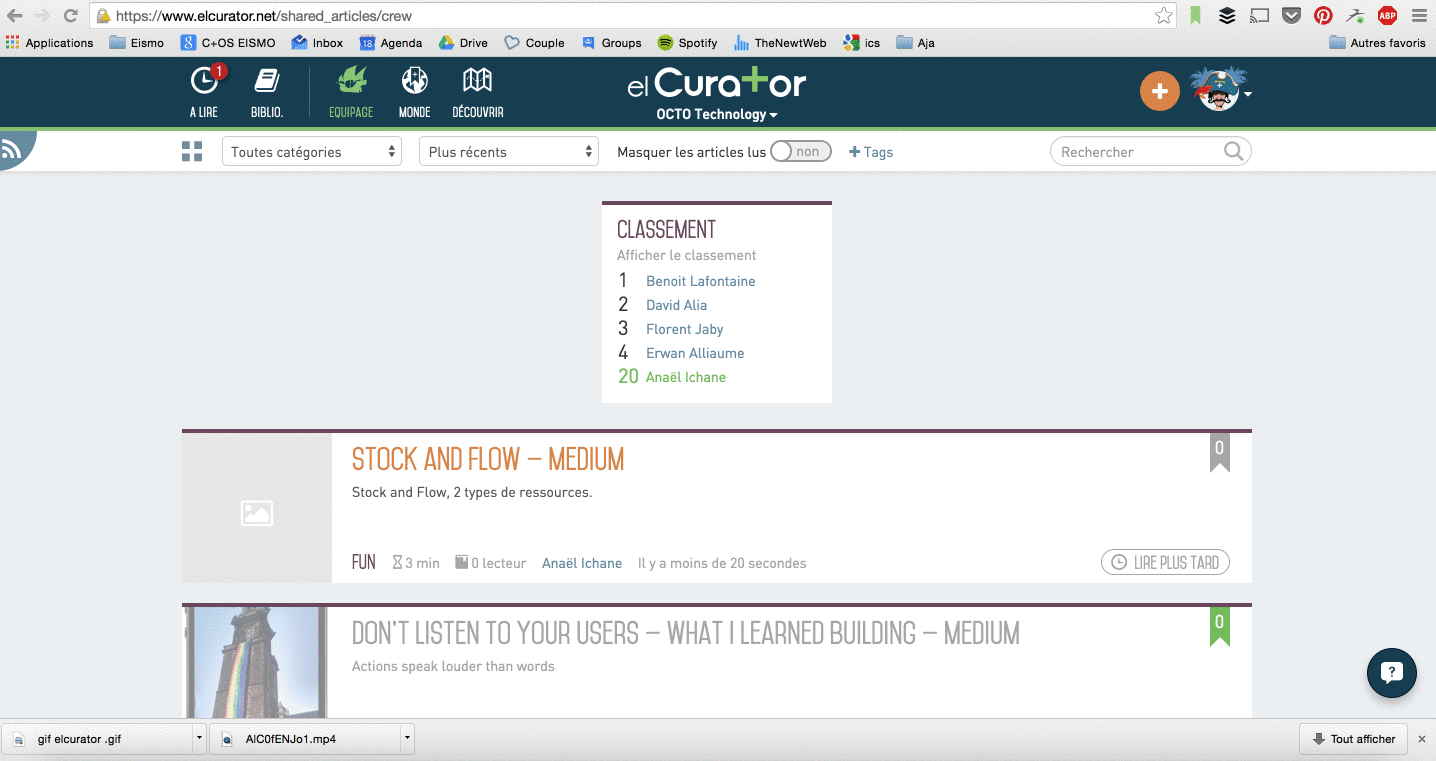 https://www.elcurator.net/shared_articles/crew
ABP
Applications Eismo C+OS EISMO Inbox 18 Agenda Drive Couple Groups Spotify TheNewtWeb ics Aja Autres favoris
1
A LIRE BIBLIO. EQUIPAGE MONDE DÉCOUVRIR
el Curator
OCTO Technology
Toutes catégories Plus récents Masquer les articles lus non + Tags Rechercher
CLASSEMENT
Afficher le classement
1 Benoit Lafontaine
2 David Alia
3 Florent Jaby
4 Erwan Alliaume
20 Anaël Ichane
STOCK AND FLOW – MEDIUM 0
Stock and Flow, 2 types de ressources.
FUN 3 min 0 lecteur Anaël Ichane Il y a moins de 20 secondes LIRE PLUS TARD
DON'T LISTEN TO YOUR USERS – WHAT I LEARNED BUILDING – MEDIUM 0
Actions speak louder than words
?
gif elcurator .gif AlC0fENJo1.mp4 Tout afficher